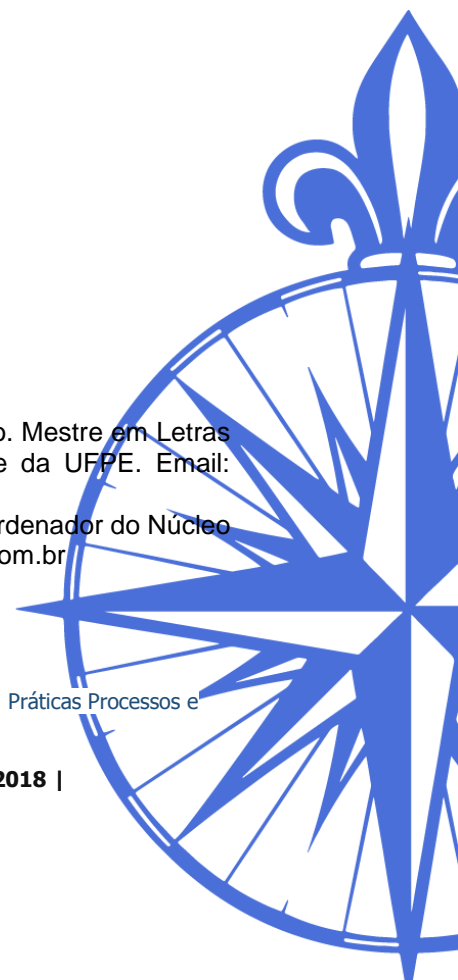 o. Mestre em Letras
e da UFPE. Email:
rdenador do Núcleo
om.br
Práticas Processos e
2018 |